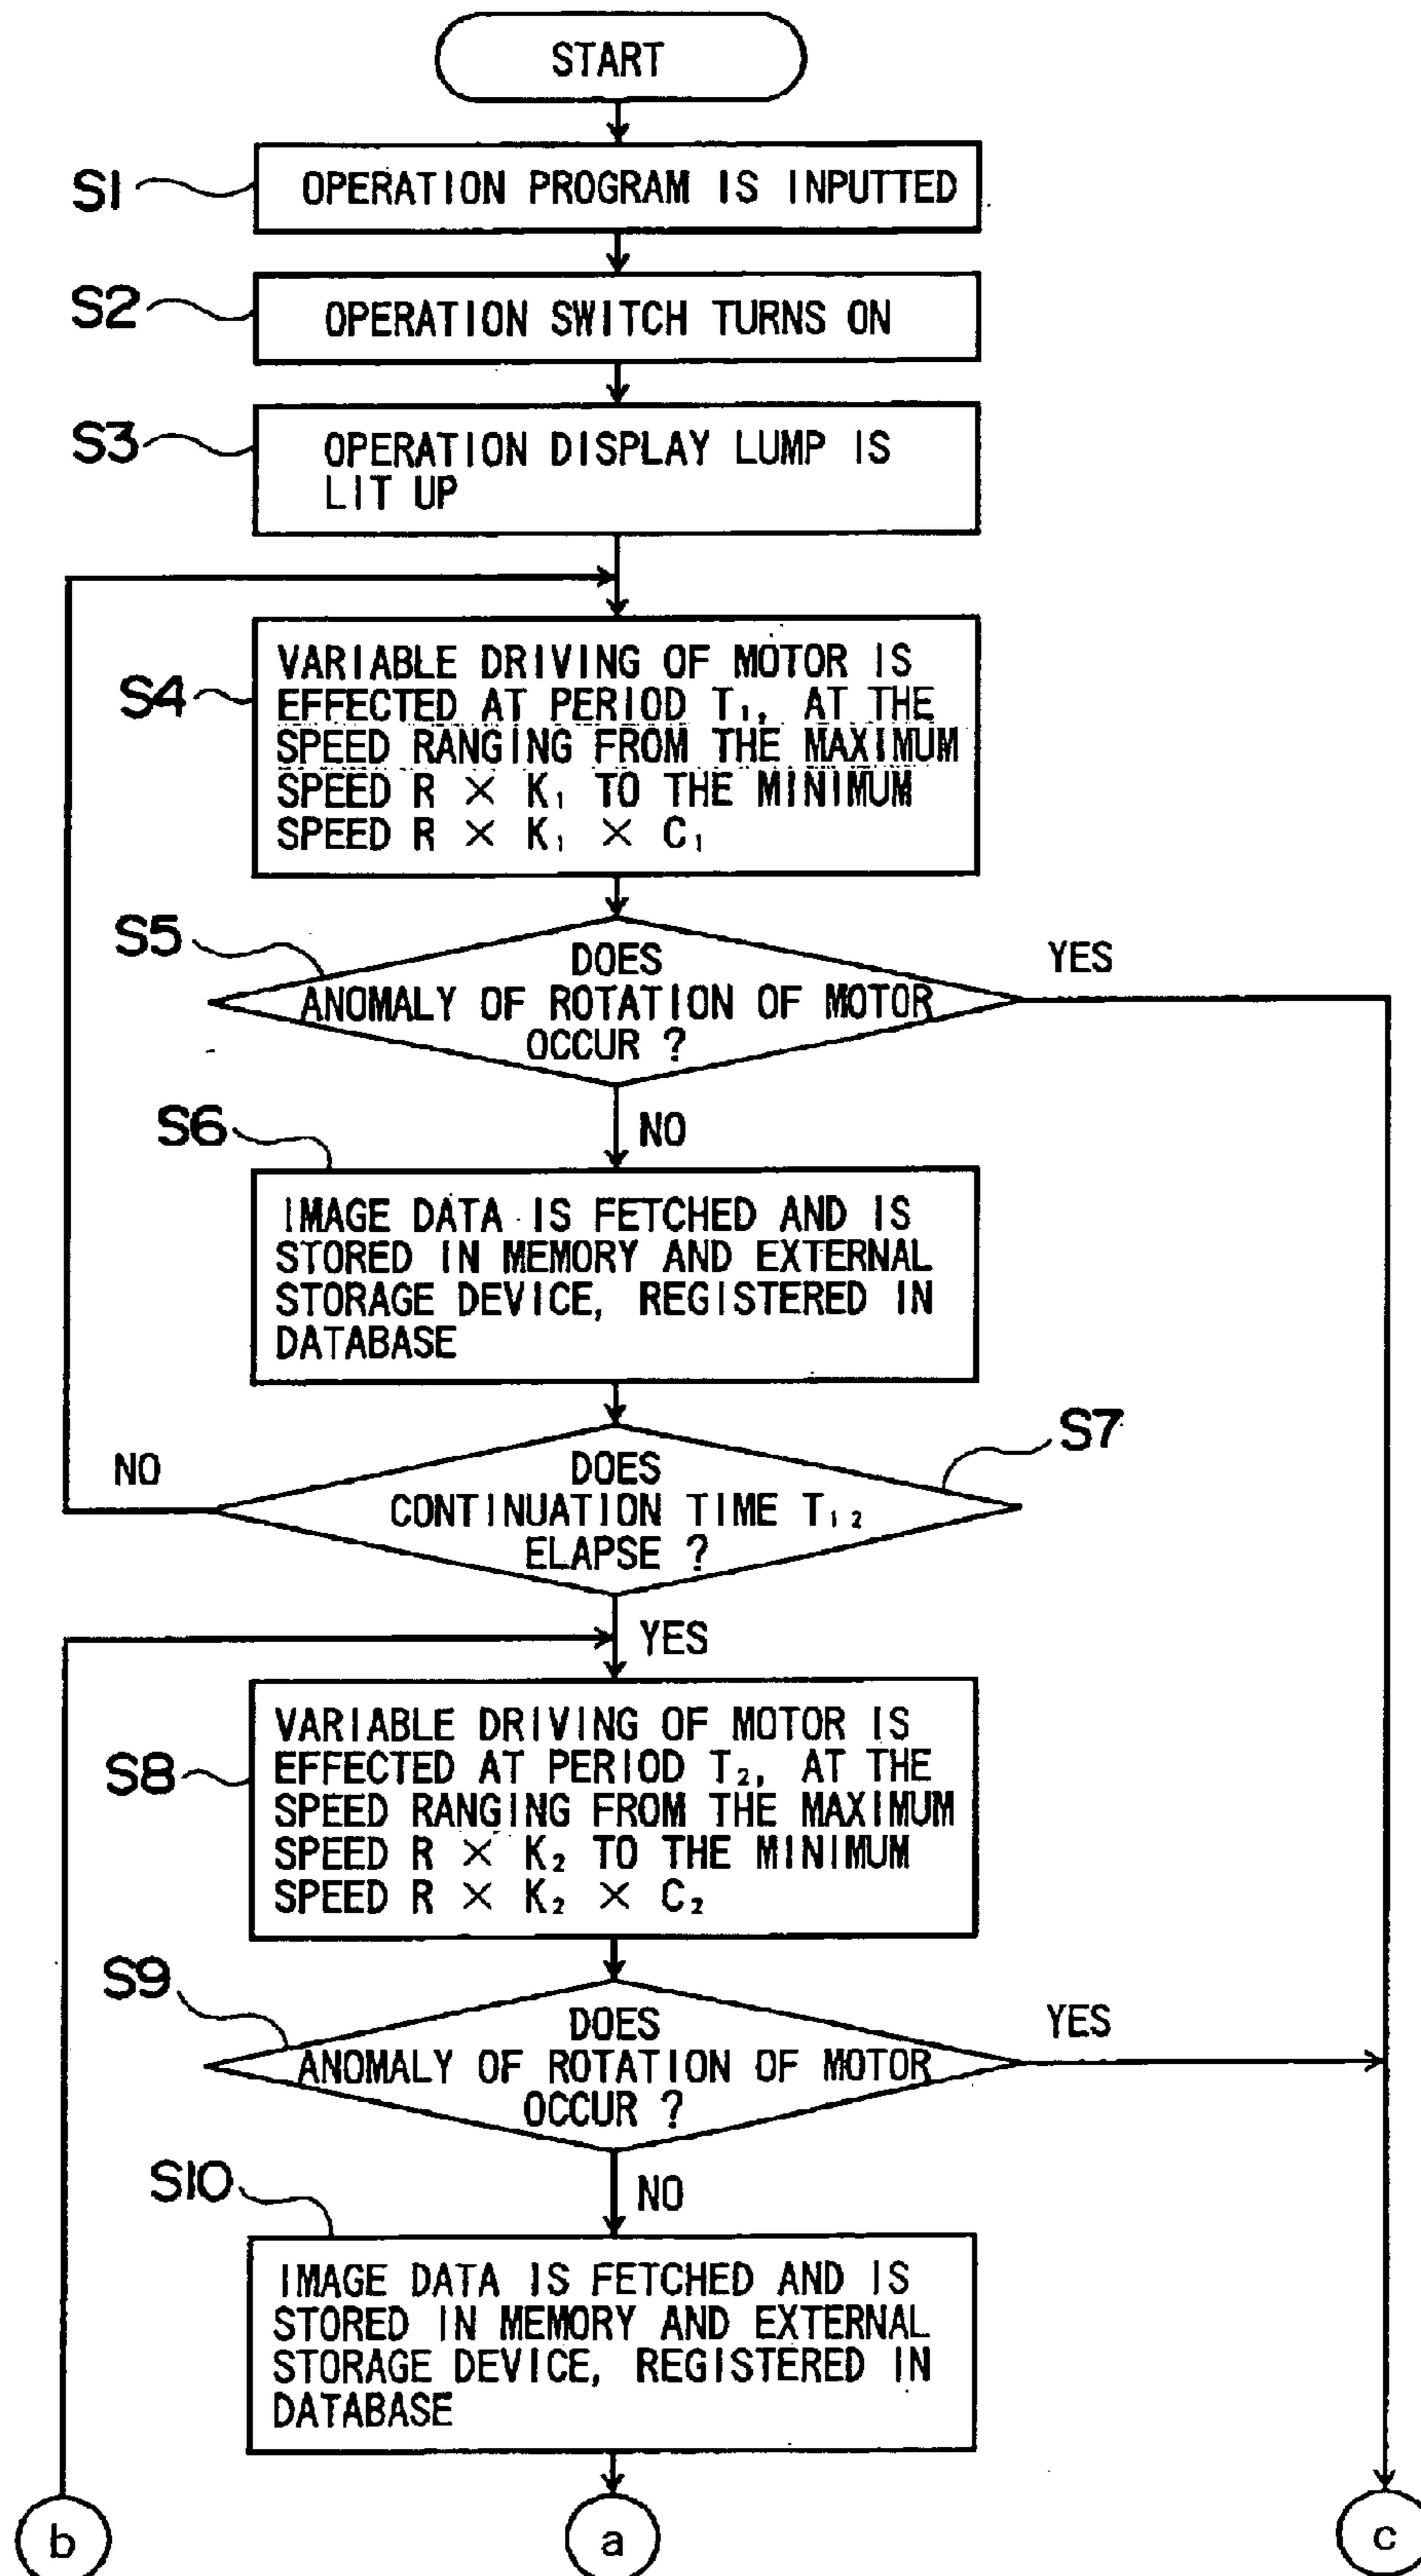 START
S1
OPERATION PROGRAM IS INPUTTED
S2
OPERATION SWITCH TURNS ON
S3
OPERATION DISPLAY LUMP IS
LIT UP
S4
VARIABLE DRIVING OF MOTOR IS
EFFECTED AT PERIOD T₁, AT THE
SPEED RANGING FROM THE MAXIMUM
SPEED R × K₁ TO THE MINIMUM
SPEED R × K₁ × C₁
S5
DOES
ANOMALY OF ROTATION OF MOTOR
OCCUR ?
YES
NO
S6
IMAGE DATA IS FETCHED AND IS
STORED IN MEMORY AND EXTERNAL
STORAGE DEVICE, REGISTERED IN
DATABASE
S7
DOES
CONTINUATION TIME T₁₂
ELAPSE ?
NO
YES
S8
VARIABLE DRIVING OF MOTOR IS
EFFECTED AT PERIOD T₂, AT THE
SPEED RANGING FROM THE MAXIMUM
SPEED R × K₂ TO THE MINIMUM
SPEED R × K₂ × C₂
S9
DOES
ANOMALY OF ROTATION OF MOTOR
OCCUR ?
YES
NO
S10
IMAGE DATA IS FETCHED AND IS
STORED IN MEMORY AND EXTERNAL
STORAGE DEVICE, REGISTERED IN
DATABASE
b
a
c